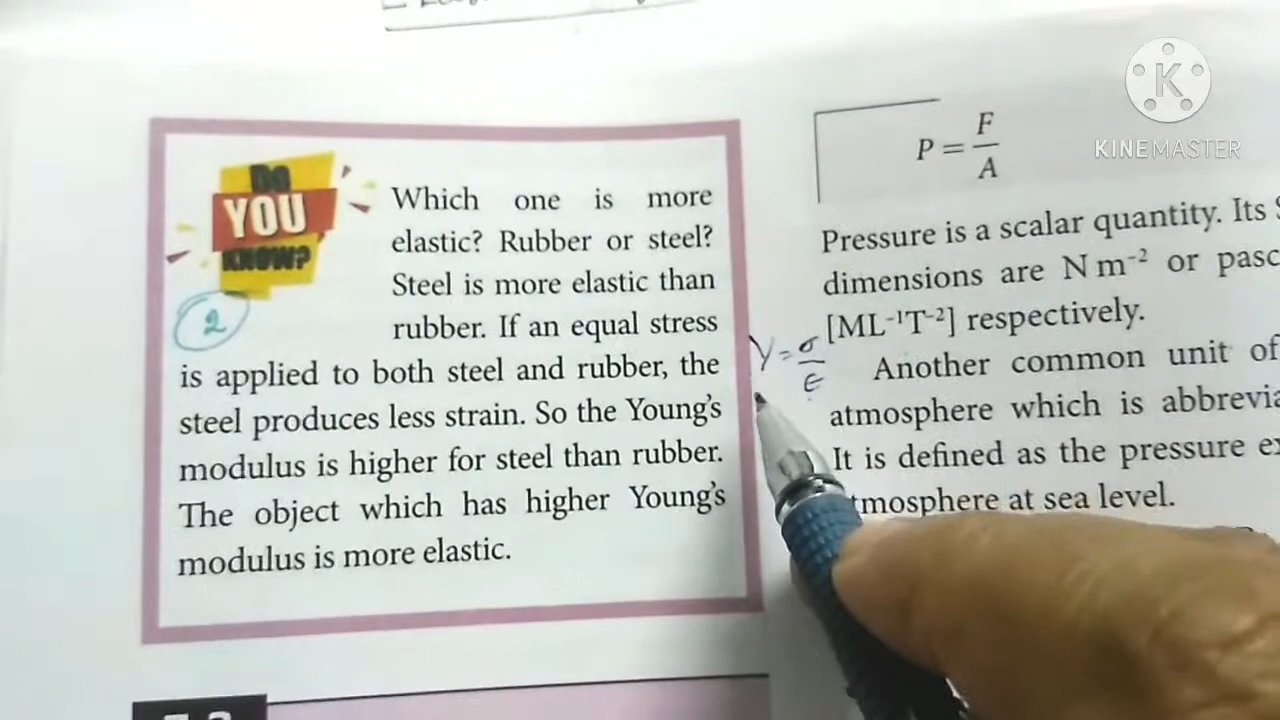 DO
YOU
KNOW?
2
Which one is more
elastic? Rubber or steel?
Steel is more elastic than
rubber. If an equal stress
is applied to both steel and rubber, the
steel produces less strain. So the Young's
modulus is higher for steel than rubber.
The object which has higher Young's
modulus is more elastic.
Y = σ/ϵ
P = F/A
Pressure is a scalar quantity. Its
dimensions are N m⁻² or
[ML⁻¹T⁻²] respectively.
Another common unit of
atmosphere which is
It is defined as the pressure
at sea level.
KINEMASTER